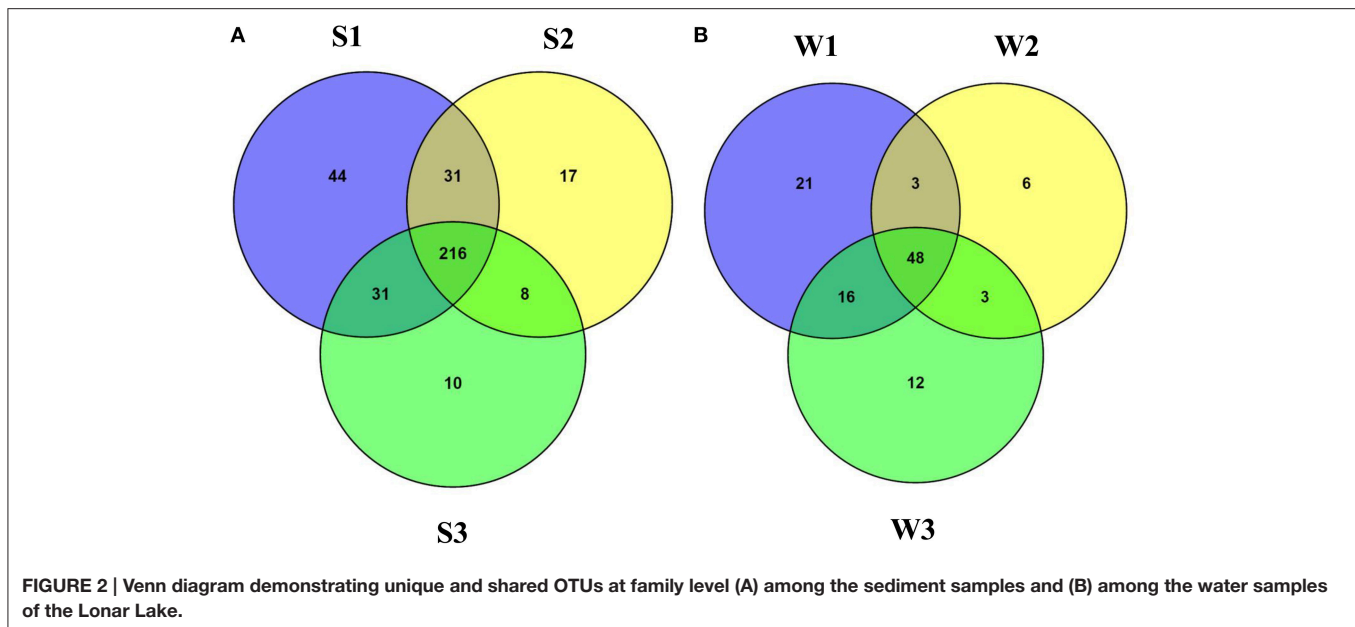 A S1 S2 B W1 W2
44 31 17 21 3 6
216 48
31 8 16 3
10 12
S3 W3
FIGURE 2 | Venn diagram demonstrating unique and shared OTUs at family level (A) among the sediment samples and (B) among the water samples
of the Lonar Lake.